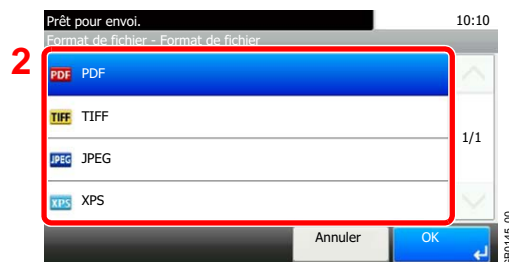 Prêt pour envoi. 10:10
Format de fichier - Format de fichier
2
PDF PDF
TIFF TIFF
1/1
JPEG JPEG
XPS XPS
Annuler OK